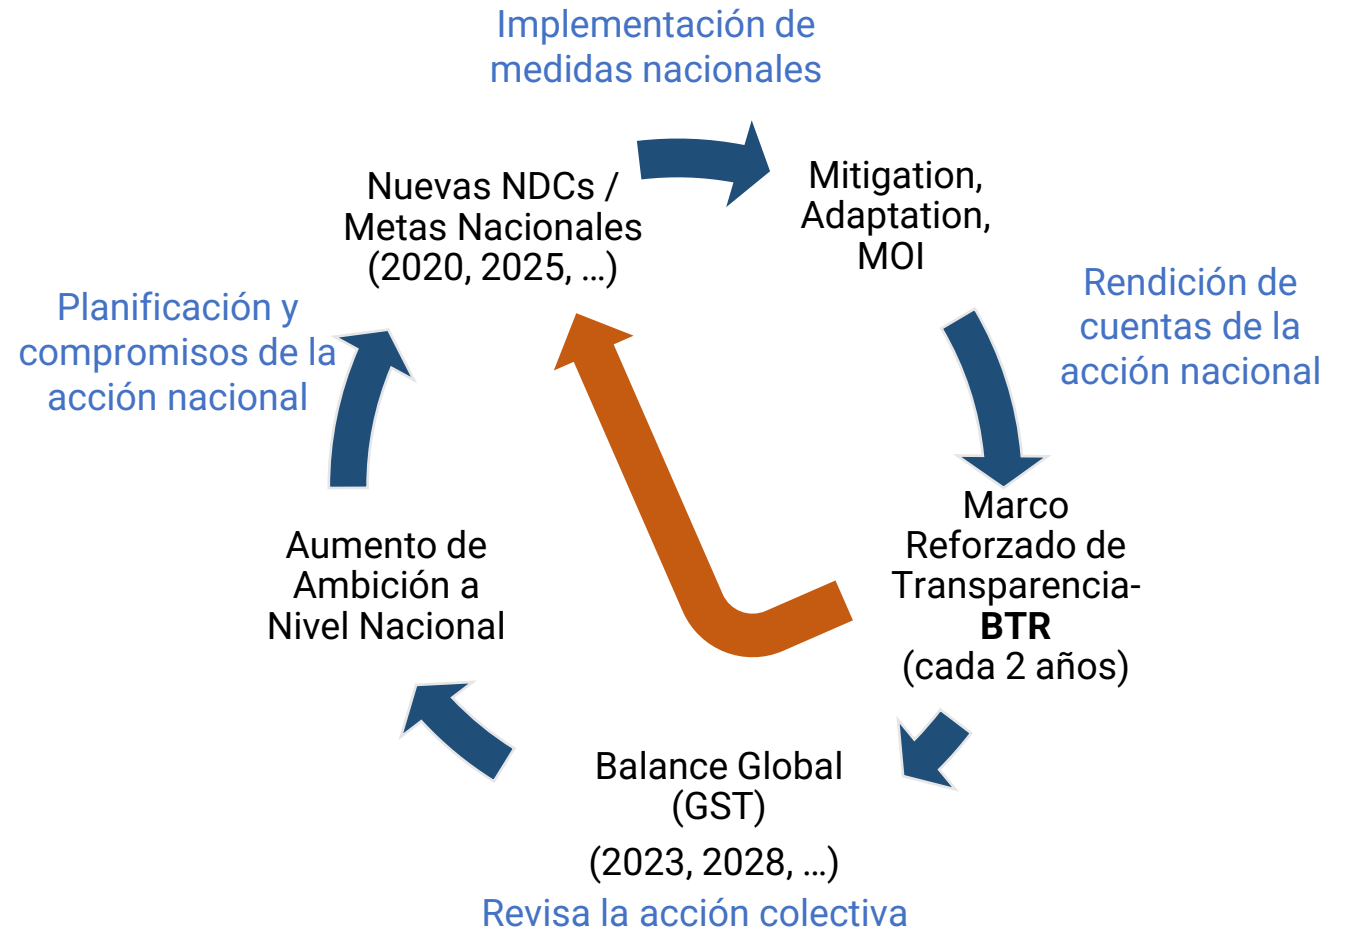 Implementación de
medidas nacionales
Nuevas NDCs /
Metas Nacionales
(2020, 2025, ...)
Mitigation,
Adaptation,
MOI
Rendición de
cuentas de la
acción nacional
Planificación y
compromisos de la
acción nacional
Marco
Reforzado de
Transparencia-
BTR
(cada 2 años)
Aumento de
Ambición a
Nivel Nacional
Balance Global
(GST)
(2023, 2028, ...)
Revisa la acción colectiva